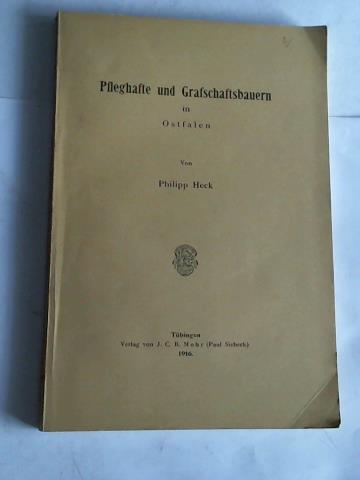 Pfleghafte und Grafschaftsbauern
in
Ostfalen
Von
Philipp Heck
Tübingen
Verlag von J. C. B. Mohr (Paul Siebeck)
1916.